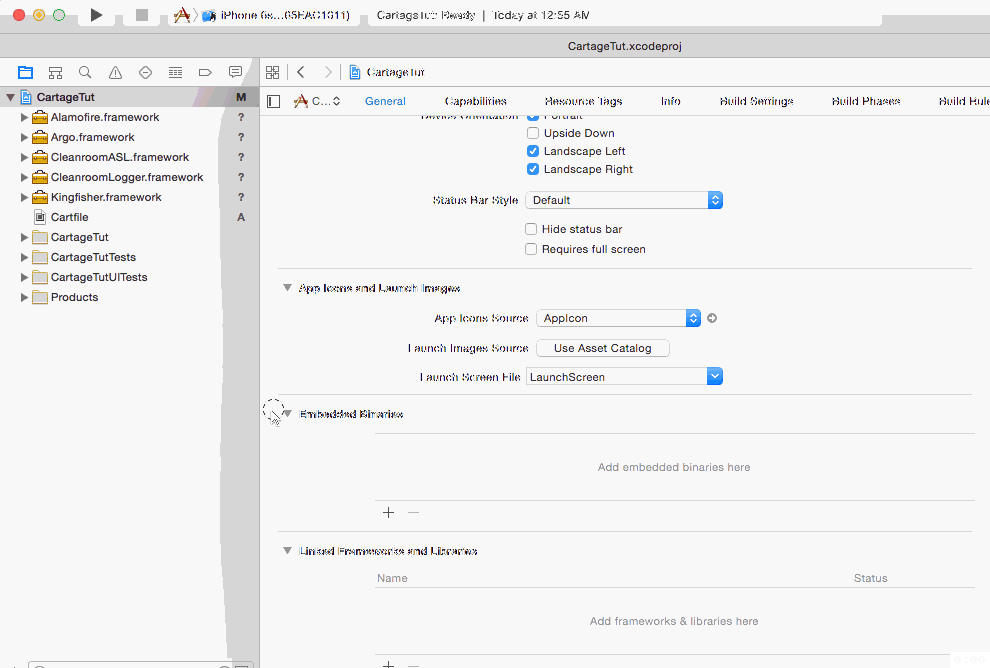 iPhone 6s...
CartageTut: Ready | Today at 12:55 AM
CartageTut.xcodeproj
CartageTut
C...
General
Capabilities
Resource Tags
Info
Build Settings
Build Phases
Build Rule
CartageTut M
Alamofire.framework ?
Argo.framework ?
CleanroomASL.framework ?
CleanroomLogger.framework ?
Kingfisher.framework ?
Cartfile A
CartageTut
CartageTutTests
CartageTutUITests
Products
Device Orientation Portrait
Upside Down
Landscape Left
Landscape Right
Status Bar Style Default
Hide status bar
Requires full screen
App Icons and Launch Images
App Icons Source AppIcon
Launch Images Source Use Asset Catalog
Launch Screen File LaunchScreen
Embedded Binaries
Add embedded binaries here
Linked Frameworks and Libraries
Name Status
Add frameworks & libraries here